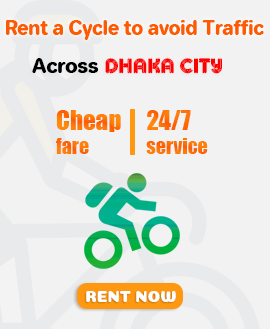 Rent a Cycle to avoid Traffic
Across DHAKA CITY
Cheap fare
24/7 service
RENT NOW